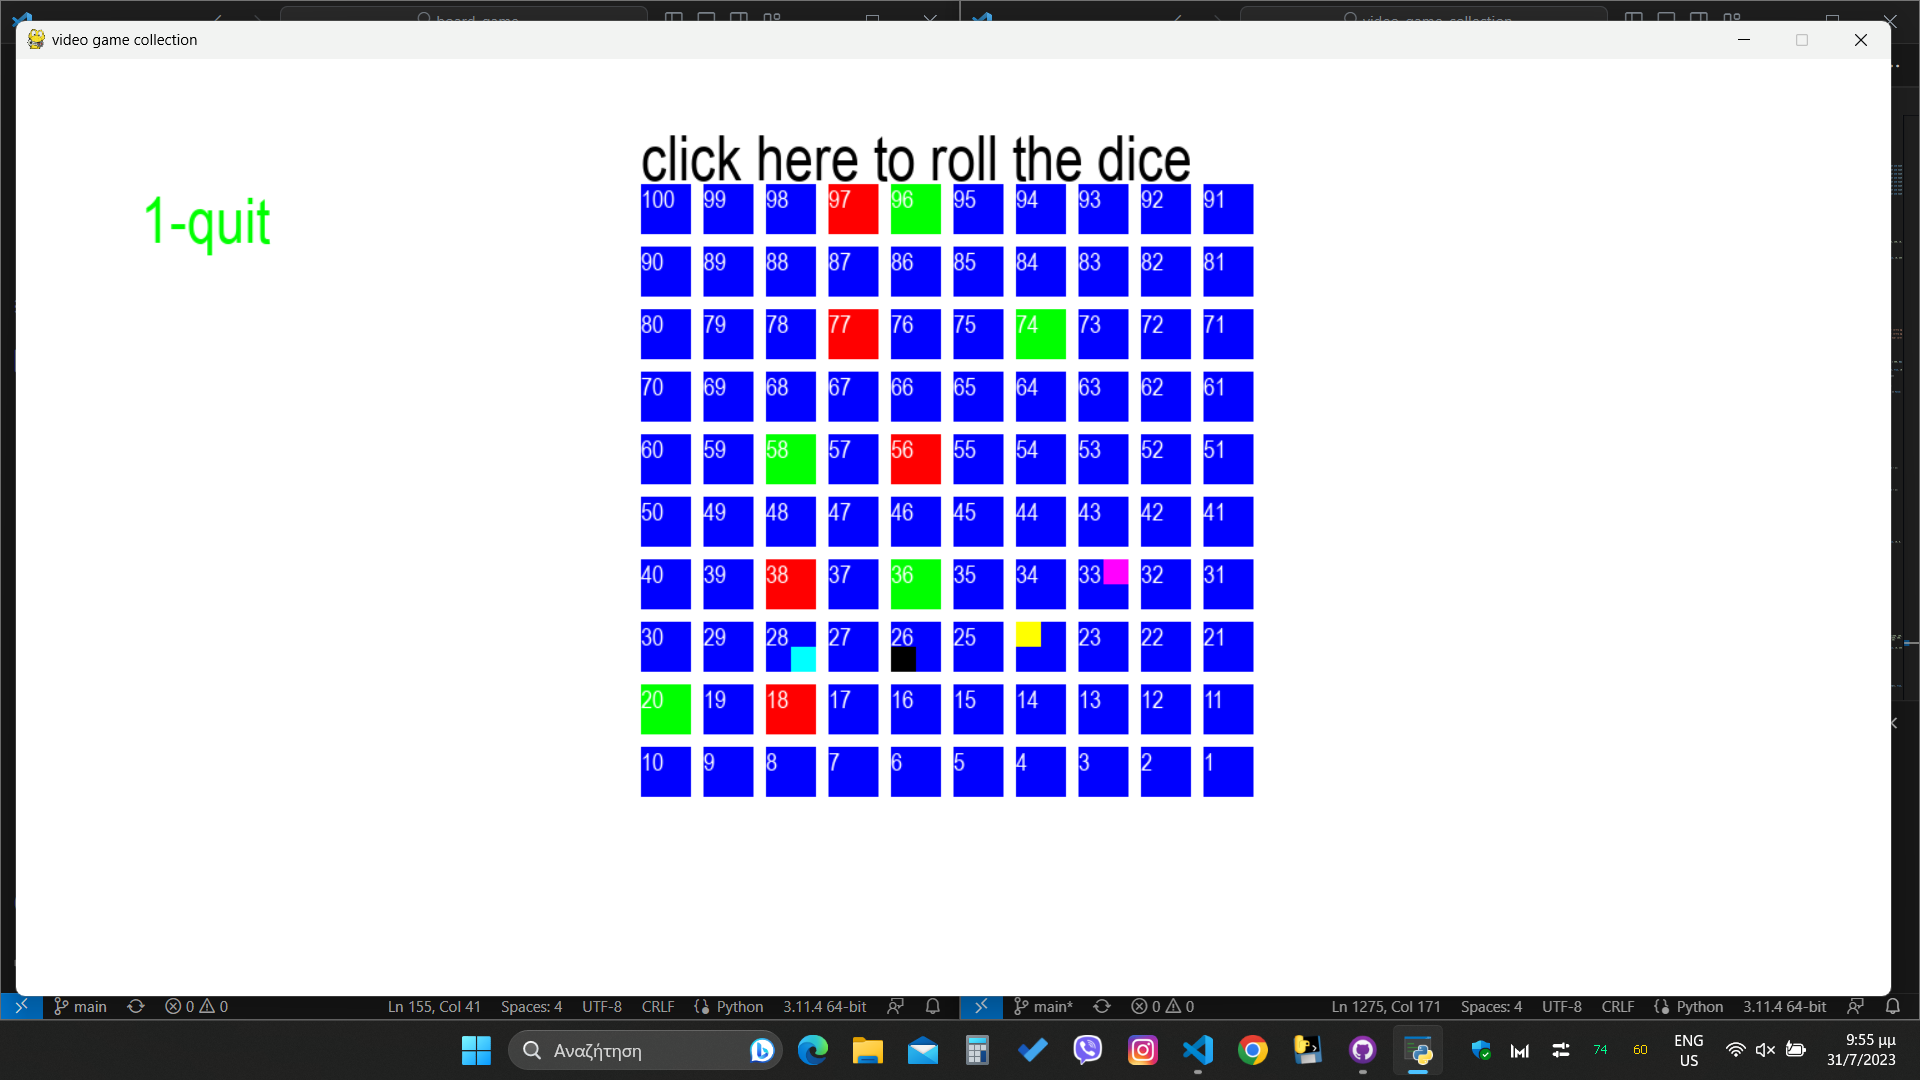 board_game
video_game_collection
video game collection
click here to roll the dice
1-quit
100 99 98 97 96 95 94 93 92 91
90 89 88 87 86 85 84 83 82 81
80 79 78 77 76 75 74 73 72 71
70 69 68 67 66 65 64 63 62 61
60 59 58 57 56 55 54 53 52 51
50 49 48 47 46 45 44 43 42 41
40 39 38 37 36 35 34 33 32 31
30 29 28 27 26 25 23 22 21
20 19 18 17 16 15 14 13 12 11
10 9 8 7 6 5 4 3 2 1
main 0 0 Ln 155, Col 41 Spaces: 4 UTF-8 CRLF Python 3.11.4 64-bit main* 0 0 Ln 1275, Col 171 Spaces: 4 UTF-8 CRLF Python 3.11.4 64-bit
Αναζήτηση
74 60
ENG
US
9:55 μμ
31/7/2023